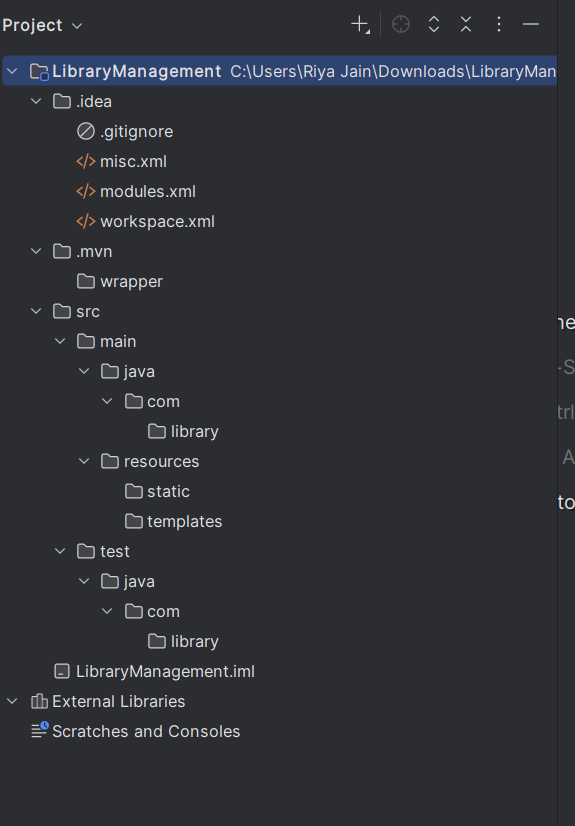 Project
LibraryManagement C:\Users\Riya Jain\Downloads\LibraryMan
.idea
.gitignore
misc.xml
modules.xml
workspace.xml
.mvn
wrapper
src
main
java
com
library
resources
static
templates
test
java
com
library
LibraryManagement.iml
External Libraries
Scratches and Consoles